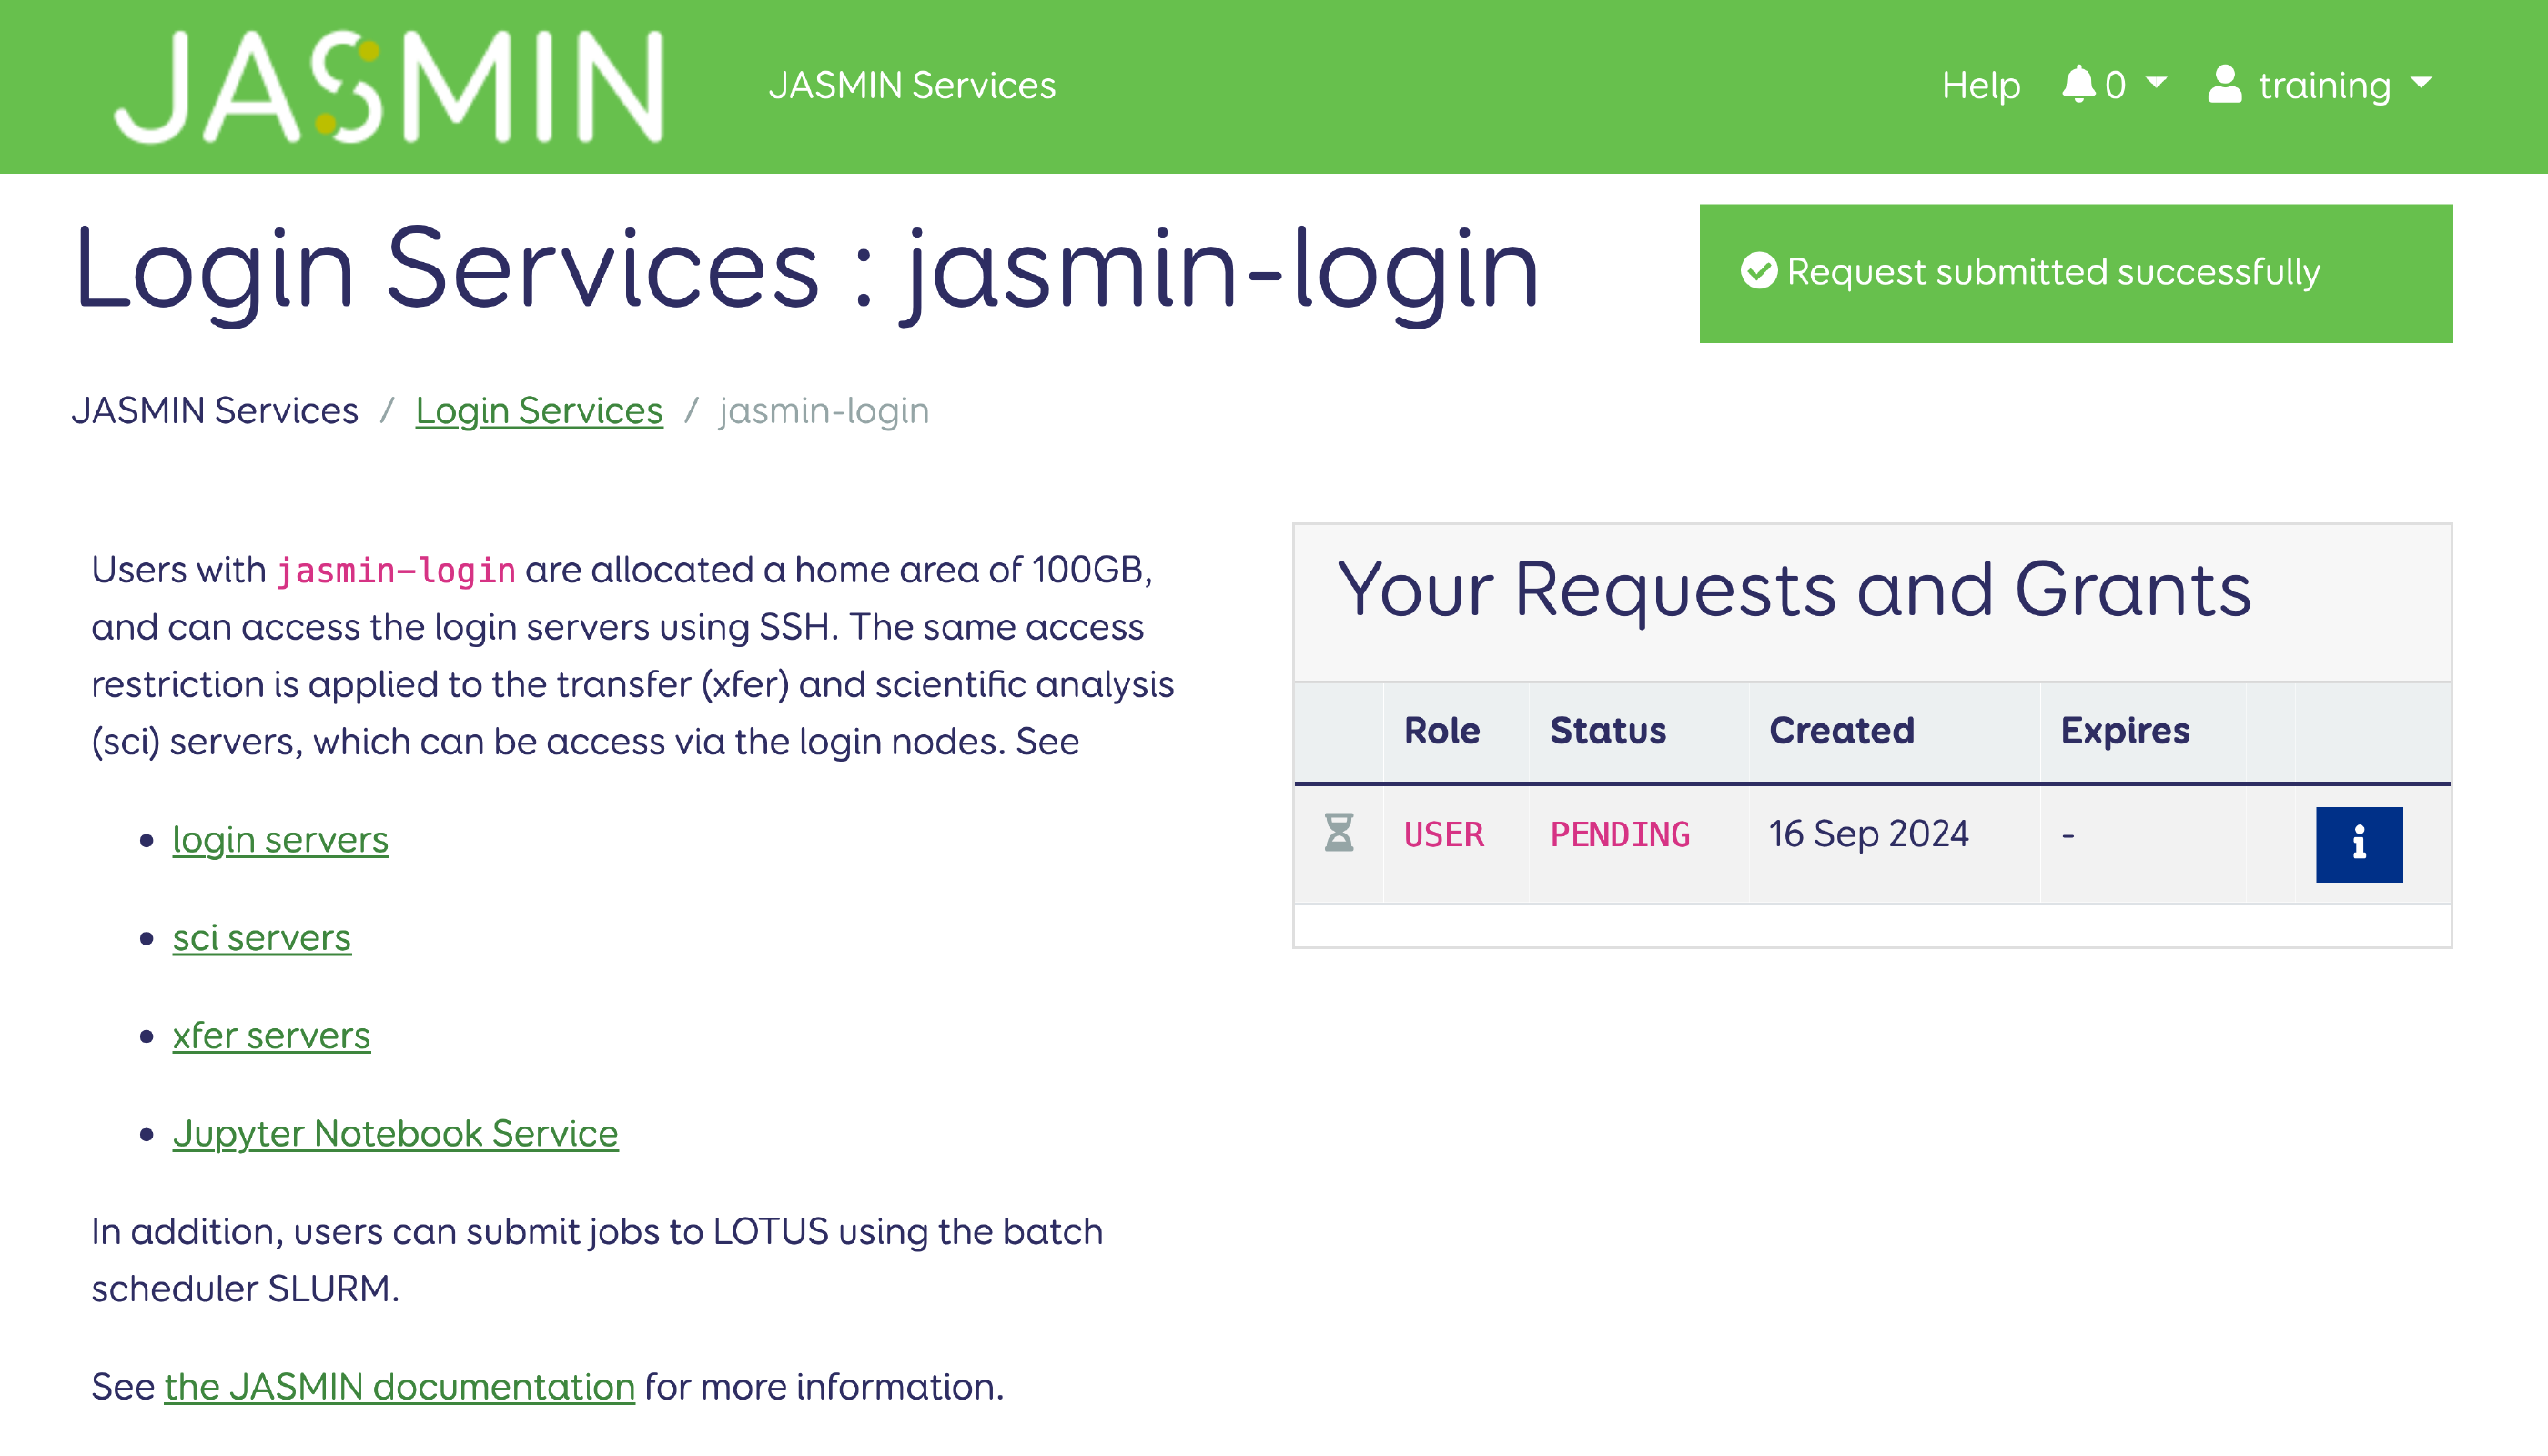 JASMIN
JASMIN Services
Help
0
training
Login Services : jasmin-login
Request submitted successfully
JASMIN Services / Login Services / jasmin-login
Users with jasmin-login are allocated a home area of 100GB,
and can access the login servers using SSH. The same access
restriction is applied to the transfer (xfer) and scientific analysis
(sci) servers, which can be access via the login nodes. See
• login servers
• sci servers
• xfer servers
• Jupyter Notebook Service
In addition, users can submit jobs to LOTUS using the batch
scheduler SLURM.
See the JASMIN documentation for more information.
Your Requests and Grants
Role Status Created Expires
USER PENDING 16 Sep 2024 -